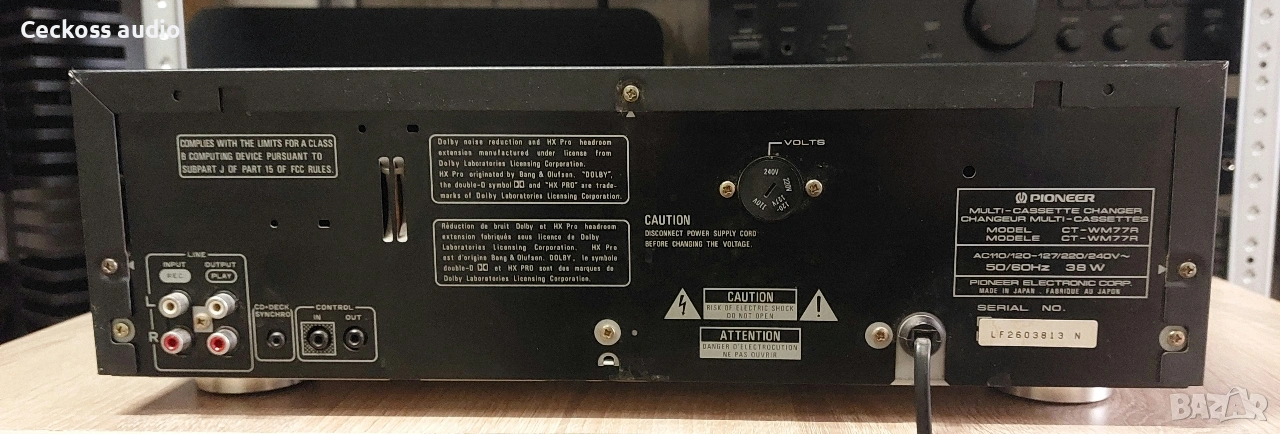 Ceckoss audio
COMPLIES WITH THE LIMITS FOR A CLASS
B COMPUTING DEVICE PURSUANT TO
SUBPART J OF PART 15 OF FCC RULES.
Dolby noise reduction and HX Pro headroom
extension manufactured under license from
Dolby Laboratories Licensing Corporation.
HX Pro originated by Bang & Olufsen. "DOLBY",
the double-D symbol and "HX PRO" are trade-
marks of Dolby Laboratories Licensing Corporation.
Réduction de bruit Dolby et HX Pro headroom
extension fabriqués sous licence de Dolby
Laboratories Licensing Corporation. HX Pro
est d'origine Bang & Olufsen. DOLBY, le symbole
double-D et HX PRO sont des marques de
Dolby Laboratories Licensing Corporation.
VOLTS
240V
220V
120-
127V
110V
CAUTION
DISCONNECT POWER SUPPLY CORD
BEFORE CHANGING THE VOLTAGE.
PIONEER
MULTI-CASSETTE CHANGER
CHANGEUR MULTI-CASSETTES
MODEL CT-WM77R
MODELE CT-WM77R
AC110/120-127/220/240V~
50/60Hz 38W
PIONEER ELECTRONIC CORP.
MADE IN JAPAN . FABRIQUE AU JAPON
SERIAL NO.
LF2603813 N
LINE
INPUT OUTPUT
REC PLAY
L
R
CD-DECK
SYNCHRO
CONTROL
IN OUT
CAUTION
RISK OF ELECTRIC SHOCK
DO NOT OPEN
ATTENTION
DANGER D'ELECTROCUTION
NE PAS OUVRIR
BAZAR